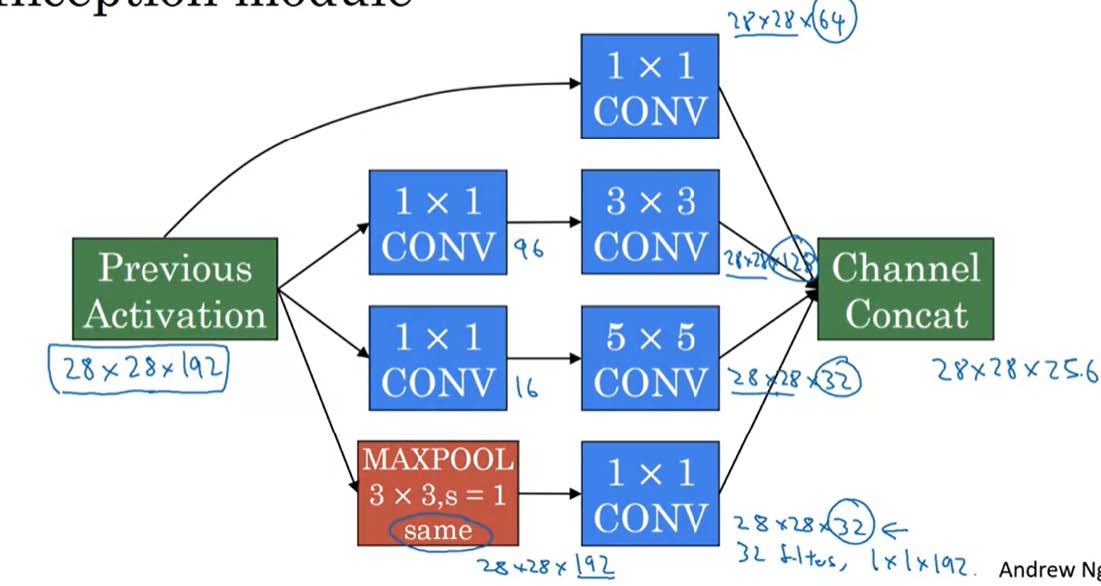 Inception module
28×28×64
1 × 1
CONV
1 × 1
CONV
96
3 × 3
CONV
28×28×128
Previous
Activation
28×28×192
Channel
Concat
28×28×256
1 × 1
CONV
16
5 × 5
CONV
28×28×32
MAXPOOL
3 × 3,s = 1
same
28×28×192
1 × 1
CONV
28×28×32 ←
32 filters, 1×1×192.
Andrew Ng